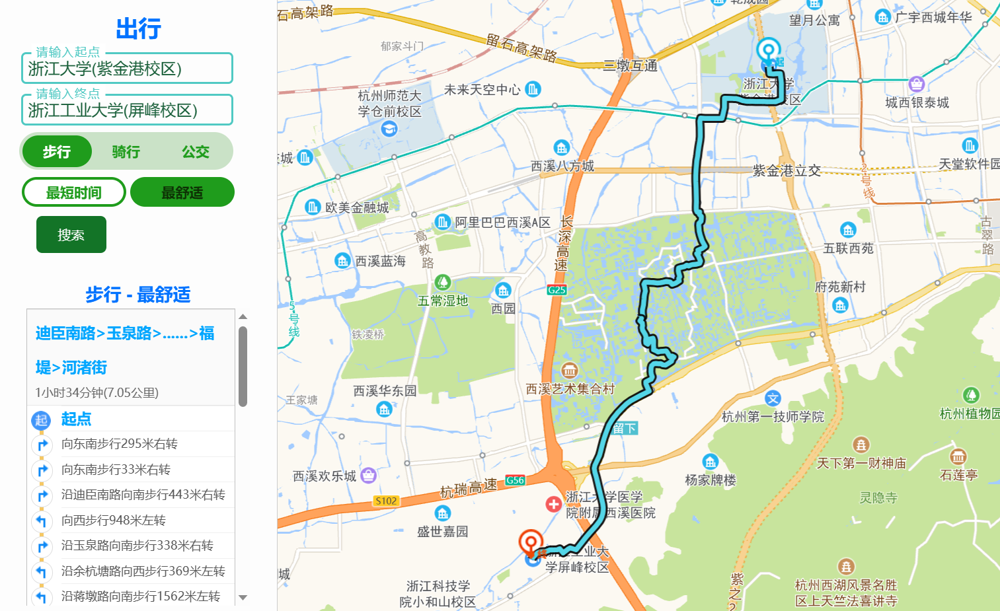 出行
请输入起点
浙江大学(紫金港校区)
请输入终点
浙江工业大学(屏峰校区)
步行
骑行
公交
最短时间
最舒适
搜索
步行 - 最舒适
迪臣南路>玉泉路>......>福
堤>河渚街
1小时34分钟(7.05公里)
起
起点
向东南步行295米右转
向东南步行33米右转
沿迪臣南路向南步行443米右转
向西步行948米左转
沿玉泉路向南步行338米右转
沿余杭塘路向西步行369米左转
沿蒋墩路向南步行1562米左转
石高架路
留石高架路
郁家斗门
三墩互通
望月公寓
广宇西城年华
起
浙江大学
紫金港校区
城西银泰城
未来天空中心
杭州师范大
学仓前校区
西溪八方城
紫金港立交
天堂软件园
2号线
欧美金融城
阿里巴巴西溪A区
长深高速
高教路
西溪蓝海
五联西苑
古翠路
G25
五常湿地
西园
府苑新村
5号线
铁凌桥
西溪艺术集合村
西溪华东园
王家塘
文
杭州第一技师学院
杭州植物园
留下
天下第一财神庙
石莲亭
杨家牌楼
灵隐寺
西溪欢乐城
杭瑞高速
G56
S102
浙江大学医学
院附属西溪医院
盛世嘉园
终
浙江工业大
学屏峰校区
城
浙江科技学
院小和山校区
紫之2
杭州西湖风景名胜
区上天竺法喜讲寺